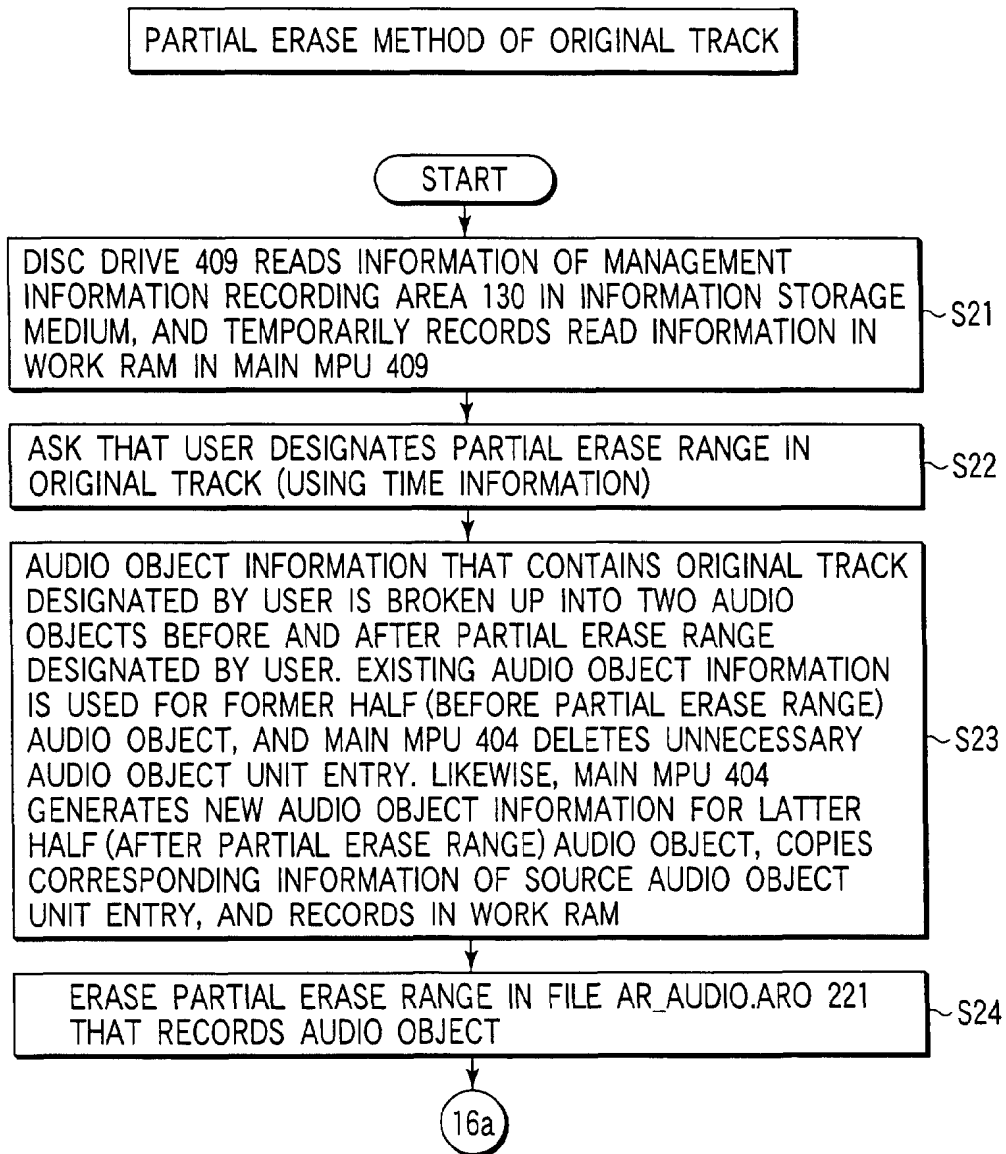 PARTIAL ERASE METHOD OF ORIGINAL TRACK
START
DISC DRIVE 409 READS INFORMATION OF MANAGEMENT
INFORMATION RECORDING AREA 130 IN INFORMATION STORAGE
MEDIUM, AND TEMPORARILY RECORDS READ INFORMATION IN
WORK RAM IN MAIN MPU 409
S21
ASK THAT USER DESIGNATES PARTIAL ERASE RANGE IN
ORIGINAL TRACK (USING TIME INFORMATION)
S22
AUDIO OBJECT INFORMATION THAT CONTAINS ORIGINAL TRACK
DESIGNATED BY USER IS BROKEN UP INTO TWO AUDIO
OBJECTS BEFORE AND AFTER PARTIAL ERASE RANGE
DESIGNATED BY USER. EXISTING AUDIO OBJECT INFORMATION
IS USED FOR FORMER HALF (BEFORE PARTIAL ERASE RANGE)
AUDIO OBJECT, AND MAIN MPU 404 DELETES UNNECESSARY
AUDIO OBJECT UNIT ENTRY. LIKEWISE, MAIN MPU 404
GENERATES NEW AUDIO OBJECT INFORMATION FOR LATTER
HALF (AFTER PARTIAL ERASE RANGE) AUDIO OBJECT, COPIES
CORRESPONDING INFORMATION OF SOURCE AUDIO OBJECT
UNIT ENTRY, AND RECORDS IN WORK RAM
S23
ERASE PARTIAL ERASE RANGE IN FILE AR_AUDIO.ARO 221
THAT RECORDS AUDIO OBJECT
S24
16a